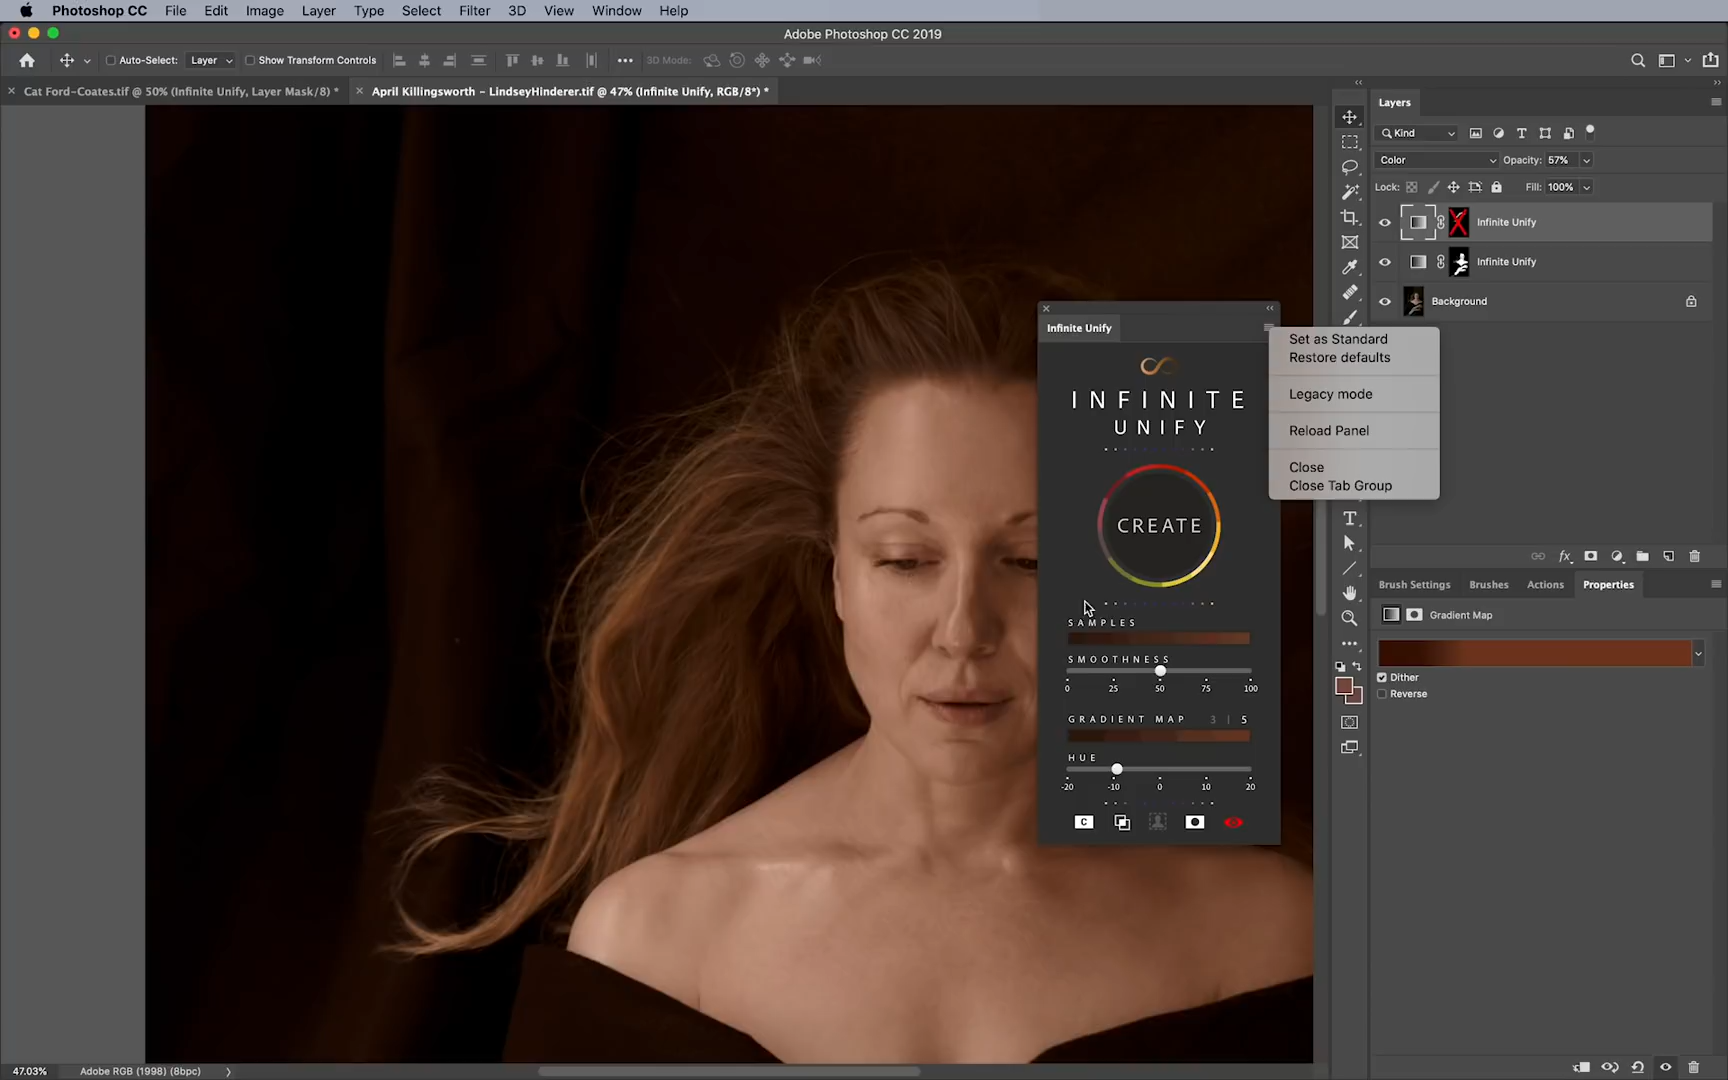 Photoshop CC File Edit Image Layer Type Select Filter 3D View Window Help
Adobe Photoshop CC 2019
Auto-Select: Layer Show Transform Controls 3D Mode:
Cat Ford-Coates.tif @ 50% (Infinite Unify, Layer Mask/8) *
April Killingsworth – LindseyHinderer.tif @ 47% (Infinite Unify, RGB/8*) *
Layers
Kind
Color Opacity: 57%
Lock: Fill: 100%
Infinite Unify
Infinite Unify
Background
Infinite Unify
INFINITE
UNIFY
CREATE
SAMPLES
SMOOTHNESS
0 25 50 75 100
GRADIENT MAP 3 | 5
HUE
-20 -10 0 10 20
C
Set as Standard
Restore defaults
Legacy mode
Reload Panel
Close
Close Tab Group
Brush Settings Brushes Actions Properties
Gradient Map
Dither
Reverse
47.03% Adobe RGB (1998) (8bpc)